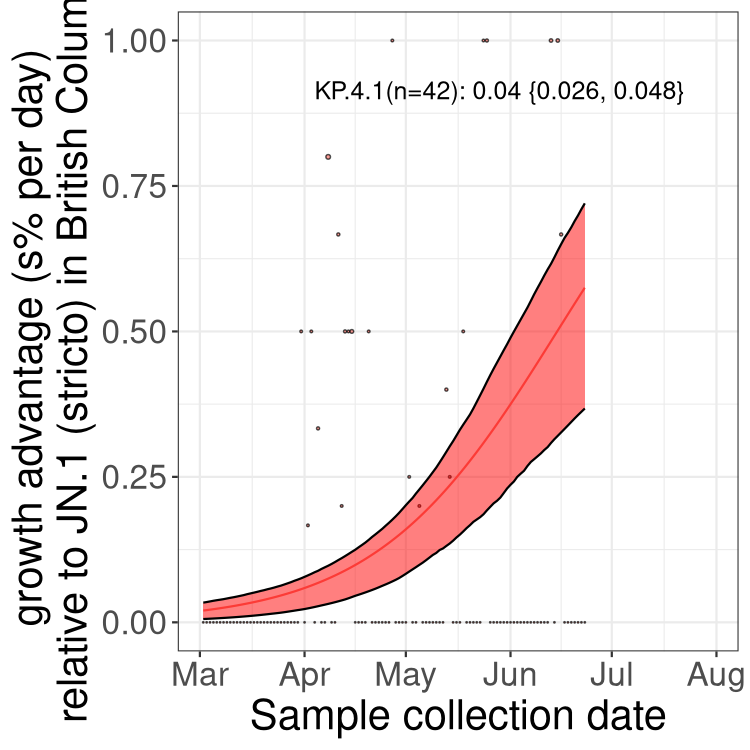 growth advantage (s% per day)
relative to JN.1 (stricto) in British Colum
1.00
0.75
0.50
0.25
0.00
KP.4.1(n=42): 0.04 {0.026, 0.048}
Mar Apr May Jun Jul Aug
Sample collection date